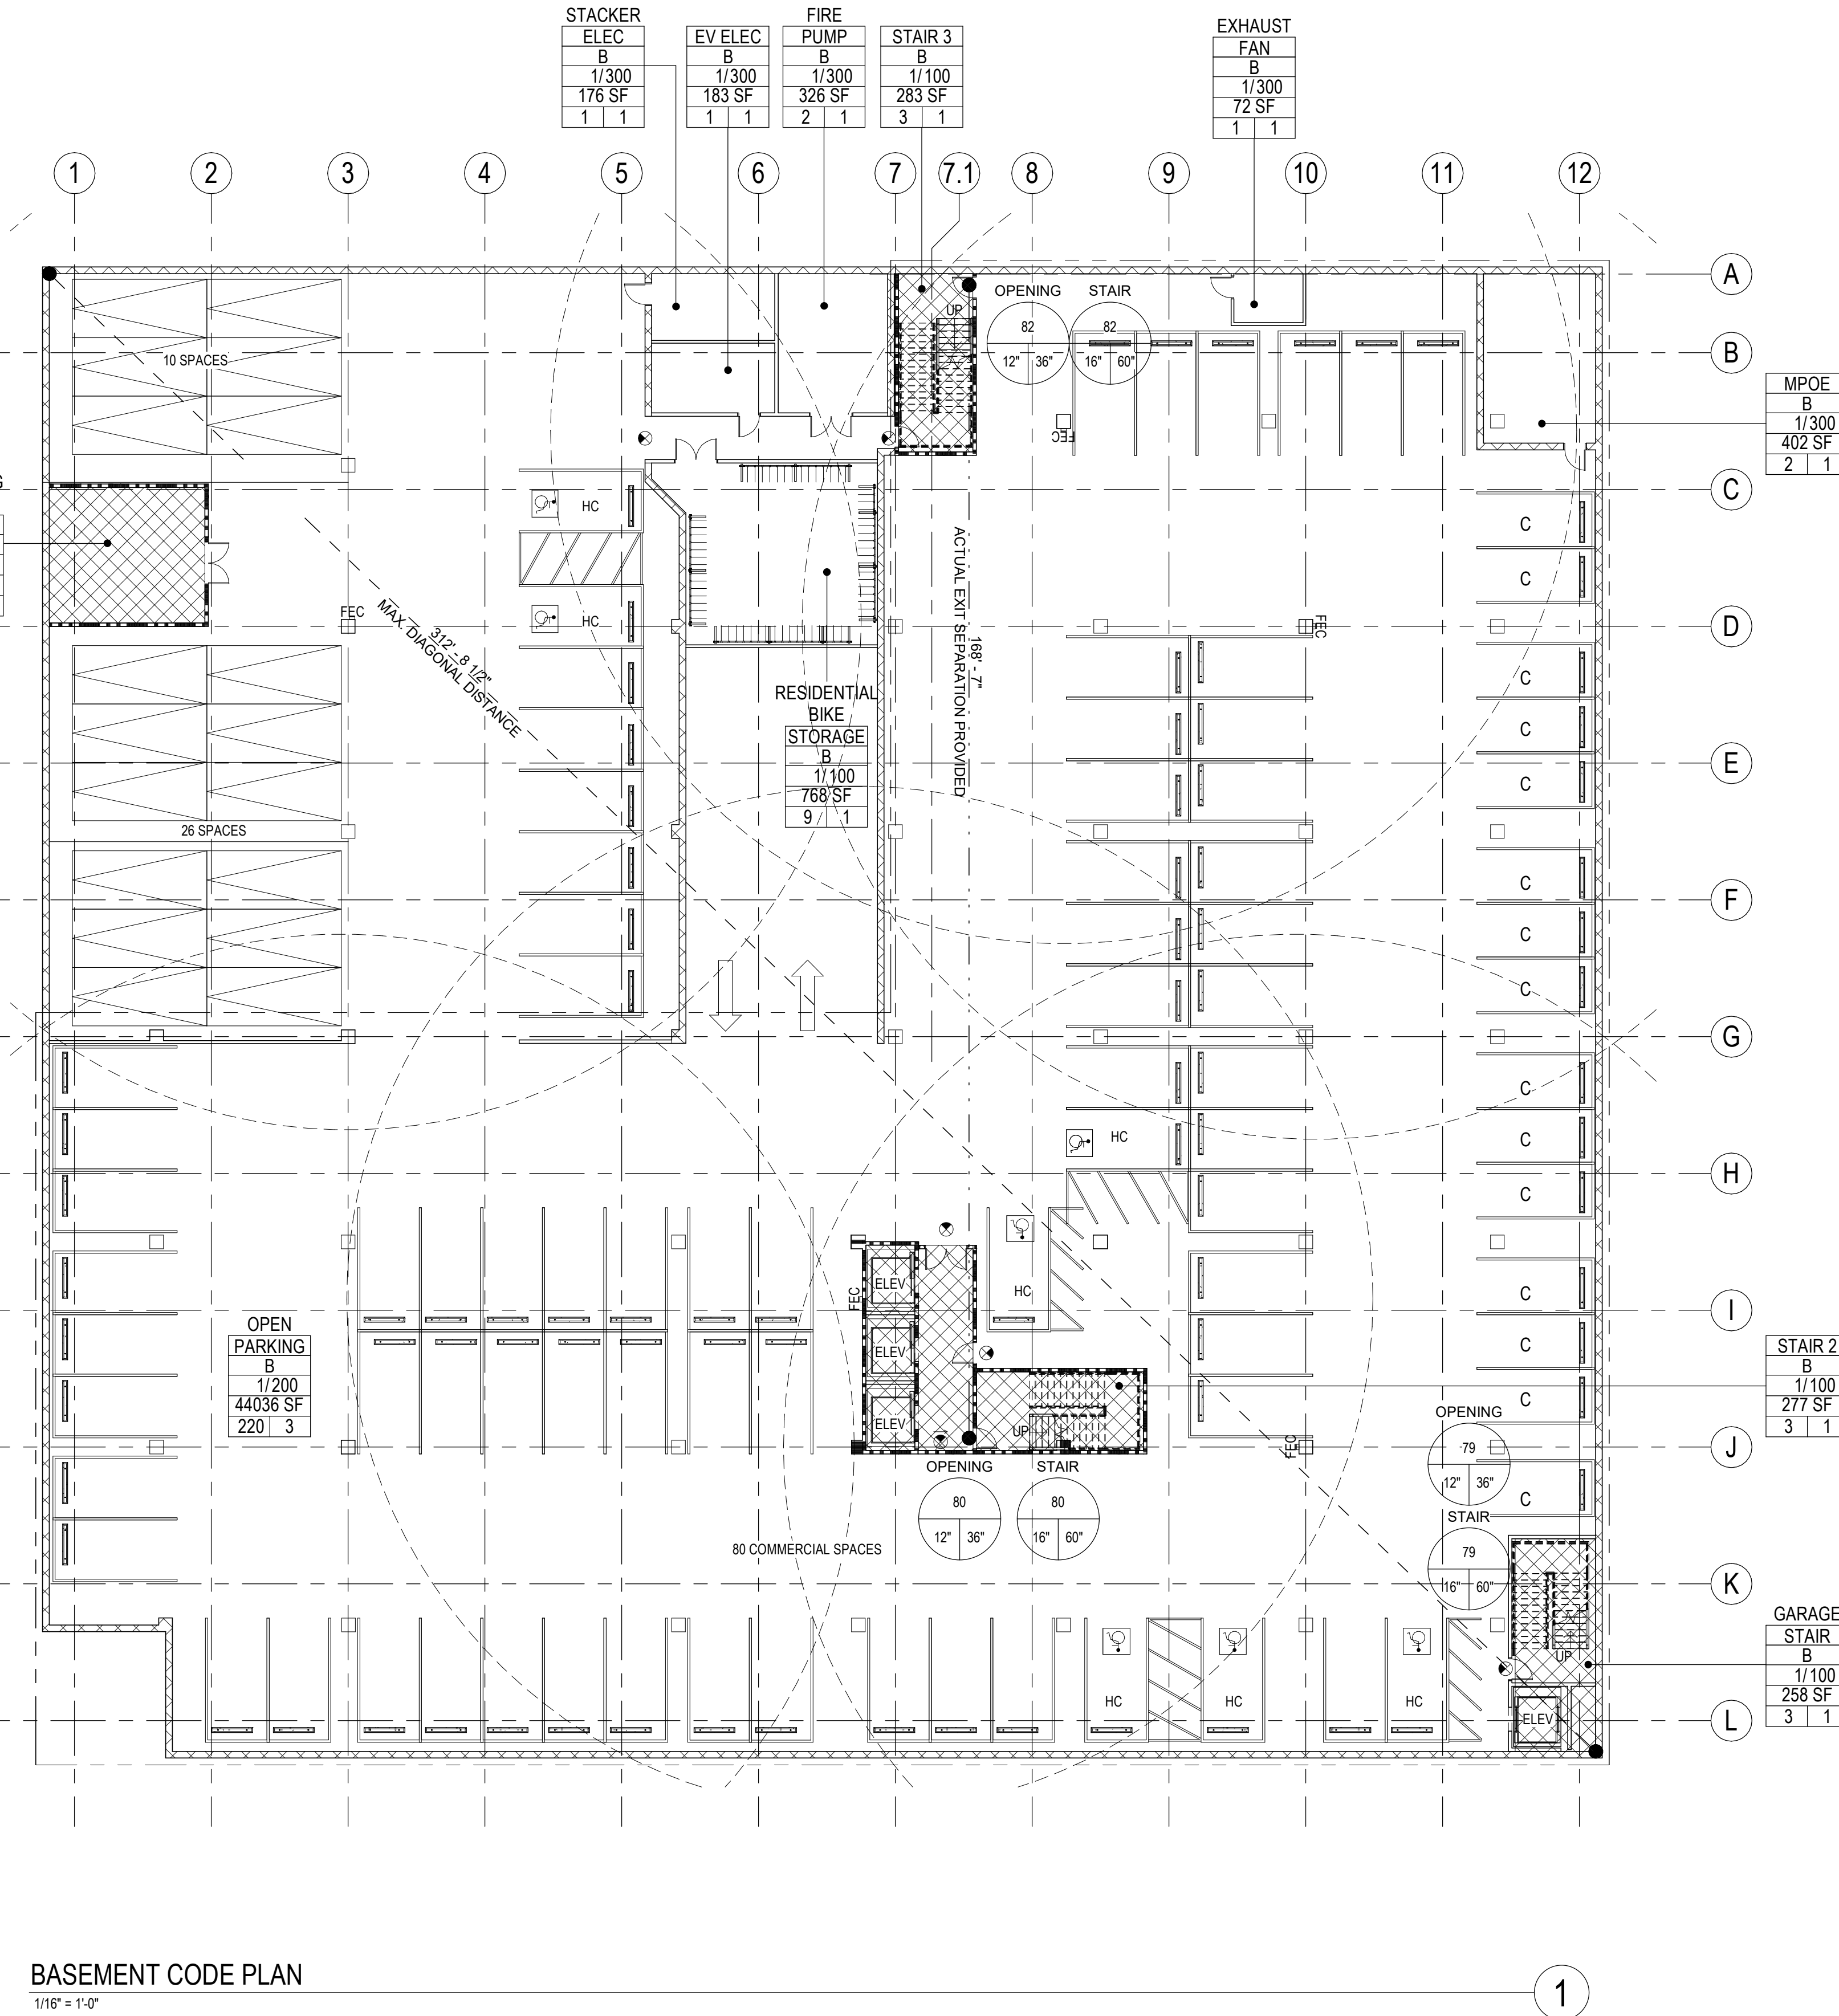 STACKER
ELEC
B
1/300
176 SF
1 1
EV ELEC
B
1/300
183 SF
1 1
FIRE
PUMP
B
1/300
326 SF
2 1
STAIR 3
B
1/100
283 SF
3 1
EXHAUST
FAN
B
1/300
72 SF
1 1
1 2 3 4 5 6 7 7.1 8 9 10 11 12
A
B
C
D
E
F
G
H
I
J
K
L
UP
OPENING
82
12" 36"
STAIR
82
16" 60"
10 SPACES
FEC
MPOE
B
1/300
402 SF
2 1
HC
HC
C
C
FEC
FEC
312' - 8 1/2"
MAX. DIAGONAL DISTANCE
168' - 7"
ACTUAL EXIT SEPARATION PROVIDED
RESIDENTIAL
BIKE
STORAGE
B
1/100
768 SF
9 1
C
C
C
26 SPACES
C
C
C
C
C
C
HC
HC
ELEV
ELEV
ELEV
FEC
UP
C
C
C
OPEN
PARKING
B
1/200
44036 SF
220 3
STAIR 2
B
1/100
277 SF
3 1
FEC
OPENING
80
12" 36"
STAIR
80
16" 60"
OPENING
79
12" 36"
STAIR
79
16" 60"
C
80 COMMERCIAL SPACES
UP
GARAGE
STAIR
B
1/100
258 SF
3 1
HC
HC
HC
ELEV
BASEMENT CODE PLAN
1/16" = 1'-0"
1